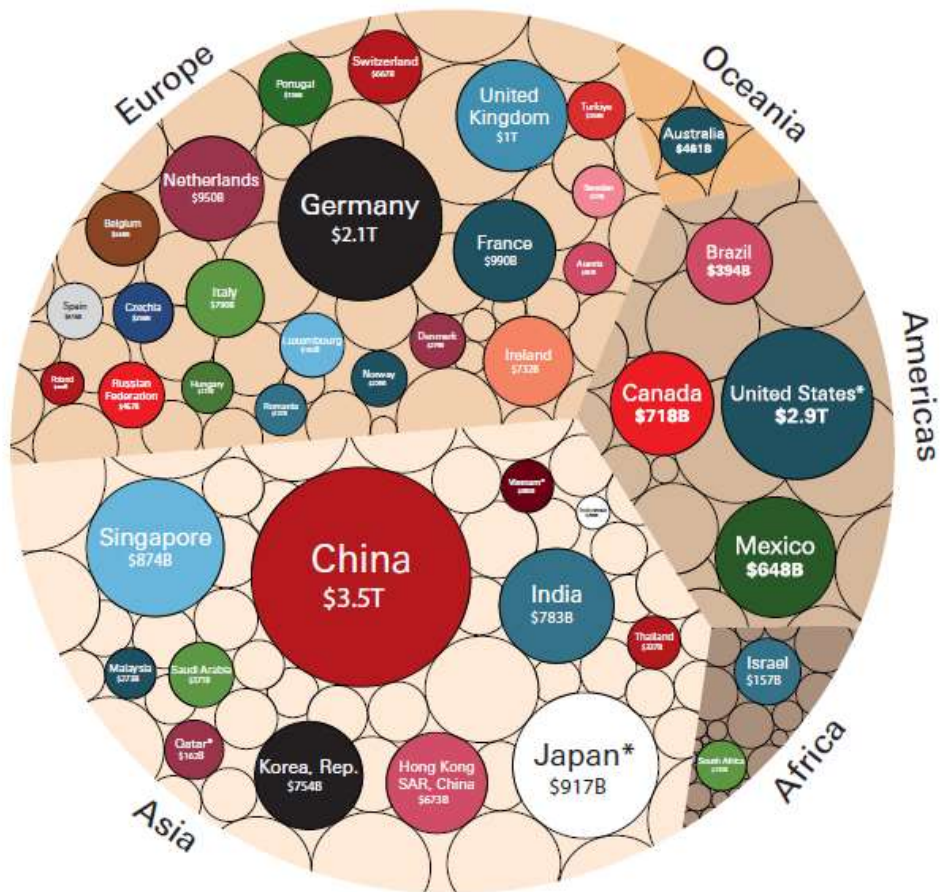 Europe
Oceania
Americas
Africa
Asia
Portugal
Switzerland
$667B
United
Kingdom
$1T
Turkiye
Australia
$461B
Netherlands
$950B
Germany
$2.1T
Belgium
France
$990B
Brazil
$394B
Spain
Czechia
Italy
$790B
Luxembourg
Denmark
Ireland
$732B
Poland
Russian
Federation
$467B
Hungary
Romania
Norway
Austria
Canada
$718B
United States*
$2.9T
Mexico
$648B
Singapore
$874B
China
$3.5T
Vietnam*
India
$783B
Thailand
Malaysia
$273B
Saudi Arabia
$371B
Qatar*
$162B
Korea, Rep.
$754B
Hong Kong
SAR, China
$673B
Japan*
$917B
Israel
$157B
South Africa